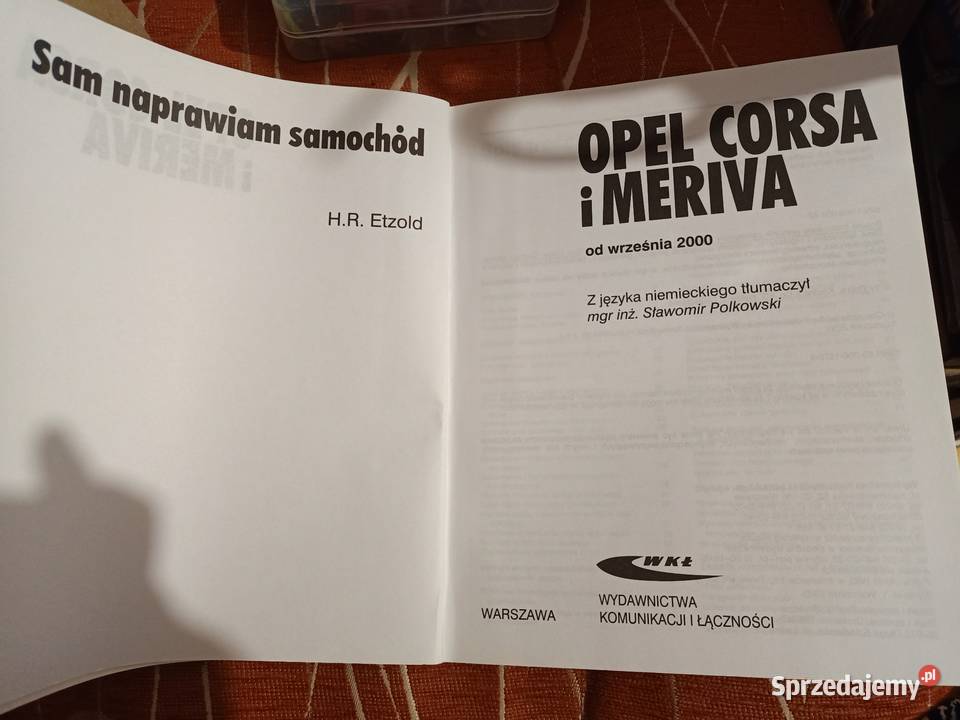 Sam naprawiam samochód
H.R. Etzold
OPEL CORSA
i MERIVA
od września 2000
Z języka niemieckiego tłumaczył
mgr inż. Sławomir Polkowski
WKŁ
WARSZAWA
WYDAWNICTWA
KOMUNIKACJI I ŁĄCZNOŚCI
Sprzedajemy.pl